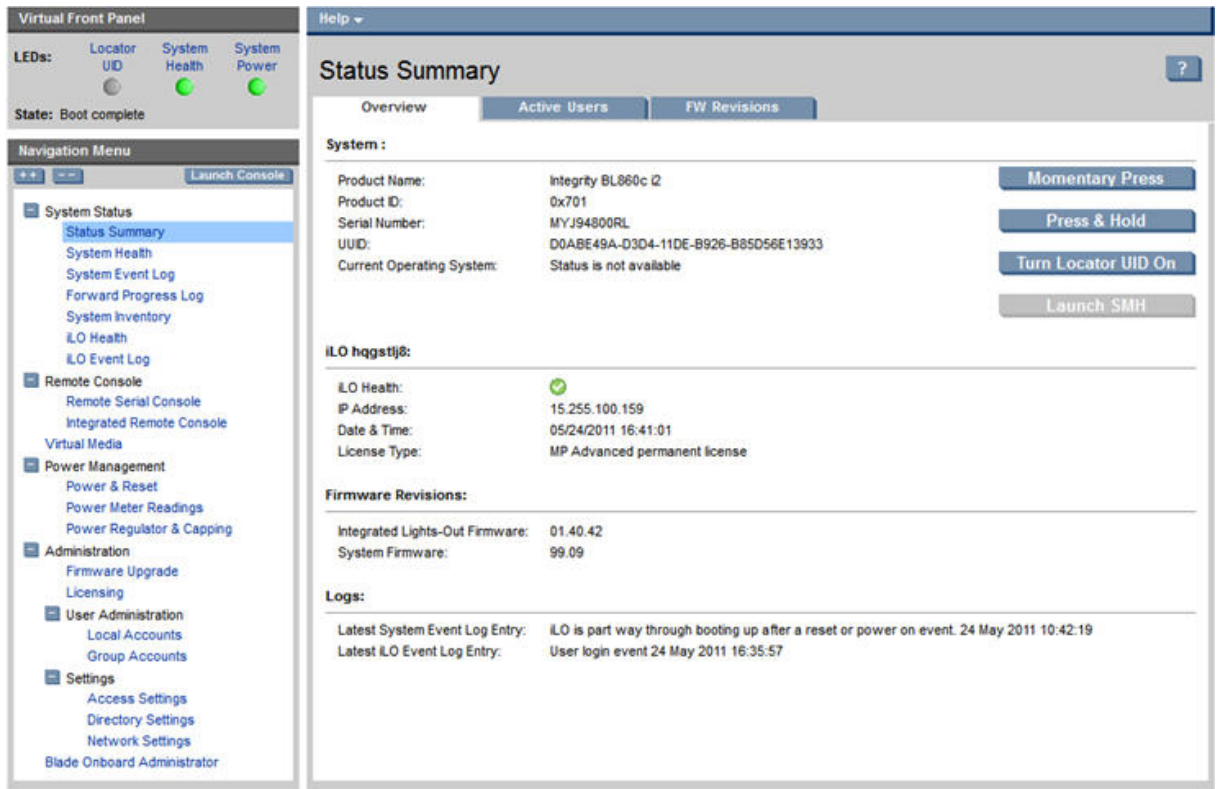 Virtual Front Panel
LEDs:
Locator UID
System Health
System Power
State: Boot complete
Navigation Menu
++ -- Launch Console
System Status
Status Summary
System Health
System Event Log
Forward Progress Log
System Inventory
iLO Health
iLO Event Log
Remote Console
Remote Serial Console
Integrated Remote Console
Virtual Media
Power Management
Power & Reset
Power Meter Readings
Power Regulator & Capping
Administration
Firmware Upgrade
Licensing
User Administration
Local Accounts
Group Accounts
Settings
Access Settings
Directory Settings
Network Settings
Blade Onboard Administrator
Help
Status Summary ?
Overview Active Users FW Revisions
System :
Product Name: Integrity BL860c i2
Product ID: 0x701
Serial Number: MYJ94800RL
UUID: D0ABE49A-D3D4-11DE-B926-B85D56E13933
Current Operating System: Status is not available
Momentary Press
Press & Hold
Turn Locator UID On
Launch SMH
iLO hqgstlj8:
iLO Health:
IP Address: 15.255.100.159
Date & Time: 05/24/2011 16:41:01
License Type: MP Advanced permanent license
Firmware Revisions:
Integrated Lights-Out Firmware: 01.40.42
System Firmware: 99.09
Logs:
Latest System Event Log Entry: iLO is part way through booting up after a reset or power on event. 24 May 2011 10:42:19
Latest iLO Event Log Entry: User login event 24 May 2011 16:35:57